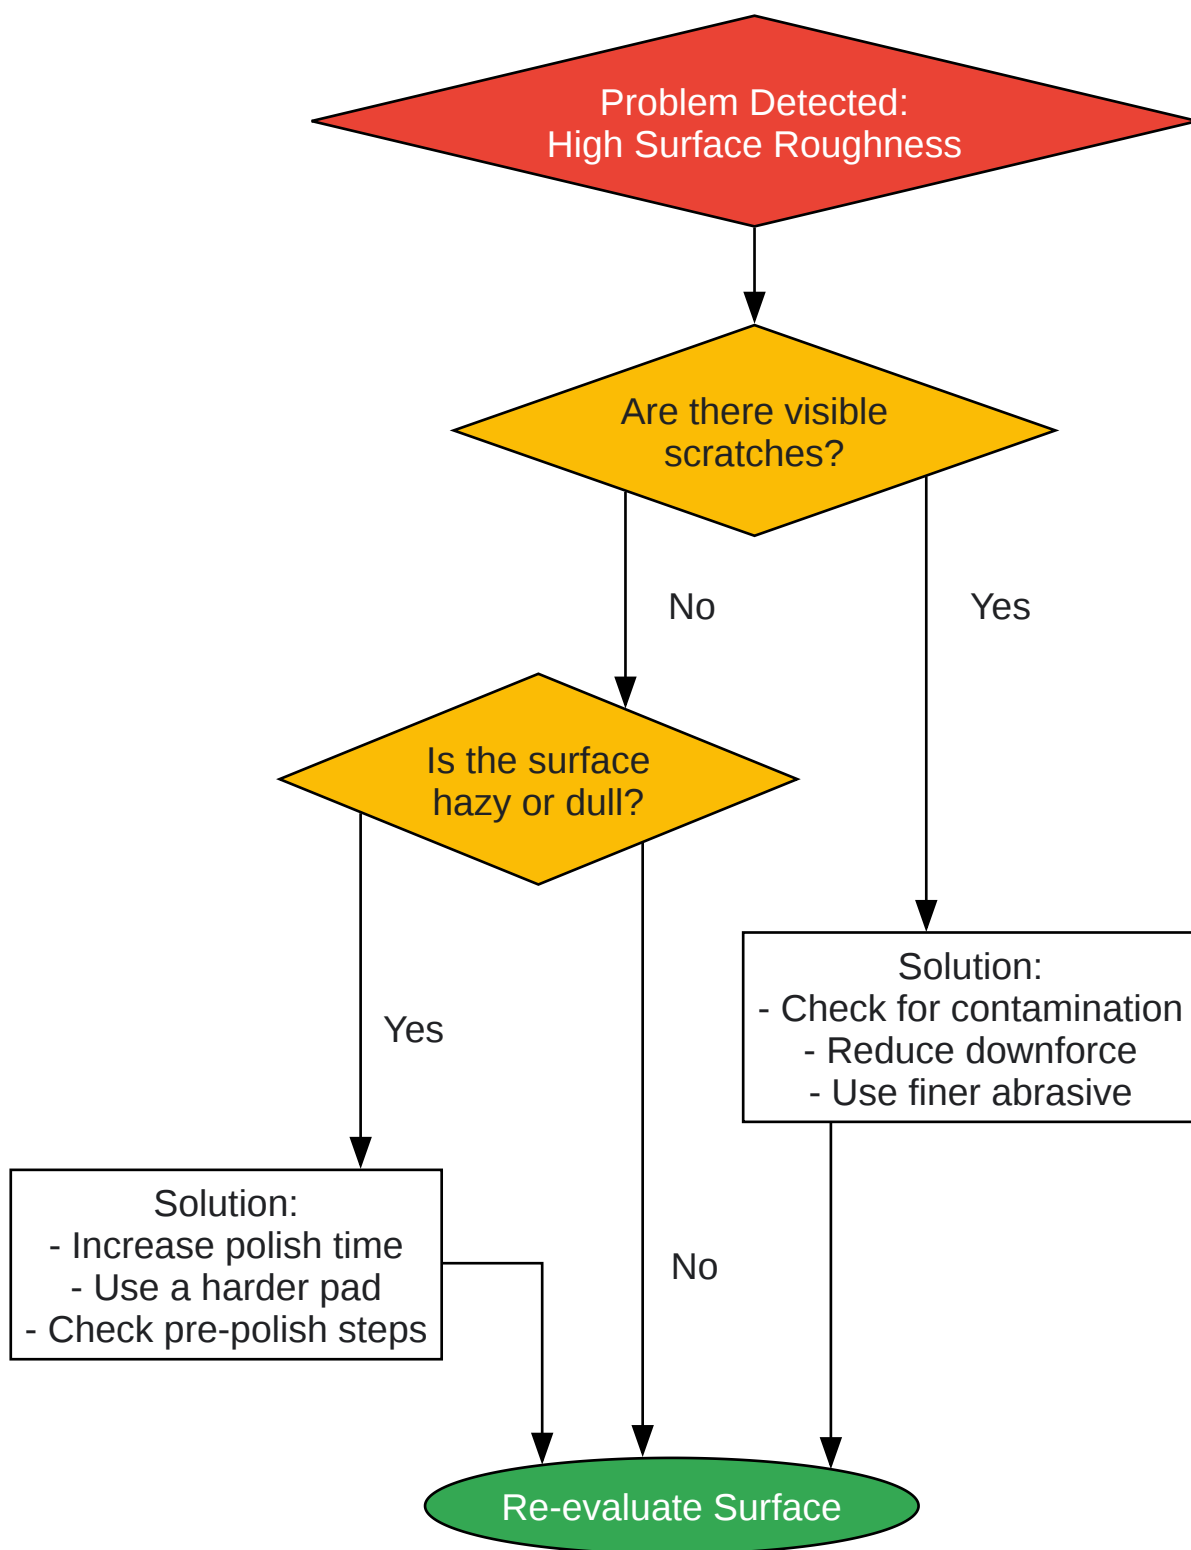 Problem Detected:
High Surface Roughness
Are there visible
scratches?
No
Yes
Is the surface
hazy or dull?
Solution:
- Check for contamination
- Reduce downforce
- Use finer abrasive
Yes
Solution:
- Increase polish time
- Use a harder pad
- Check pre-polish steps
No
Re-evaluate Surface